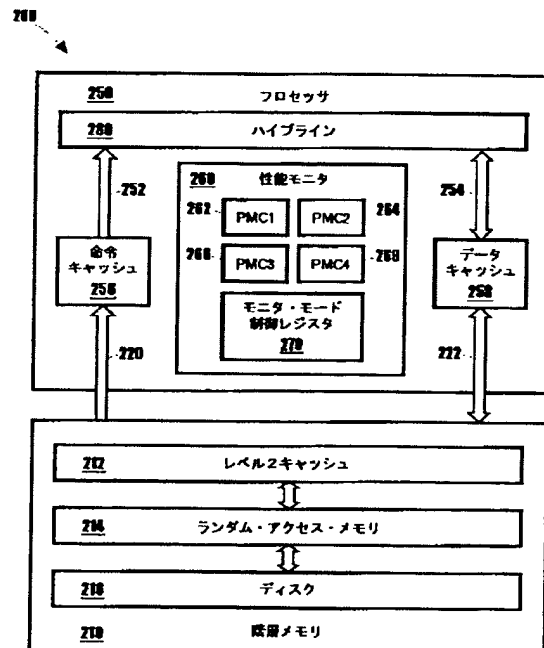 200
250 プロセッサ
280 パイプライン
252
260 性能モニタ
254
262 PMC1 PMC2 264
266 PMC3 PMC4 268
命令
キャッシュ
256
データ
キャッシュ
258
モニタ・モード
制御レジスタ
270
220
222
212 レベル2キャッシュ
214 ランダム・アクセス・メモリ
216 ディスク
210 階層メモリ